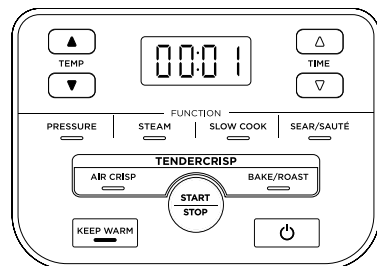 00:01
TEMP
TIME
FUNCTION
PRESSURE STEAM SLOW COOK SEAR/SAUTÉ
TENDERCRISP
AIR CRISP BAKE/ROAST
START
STOP
KEEP WARM